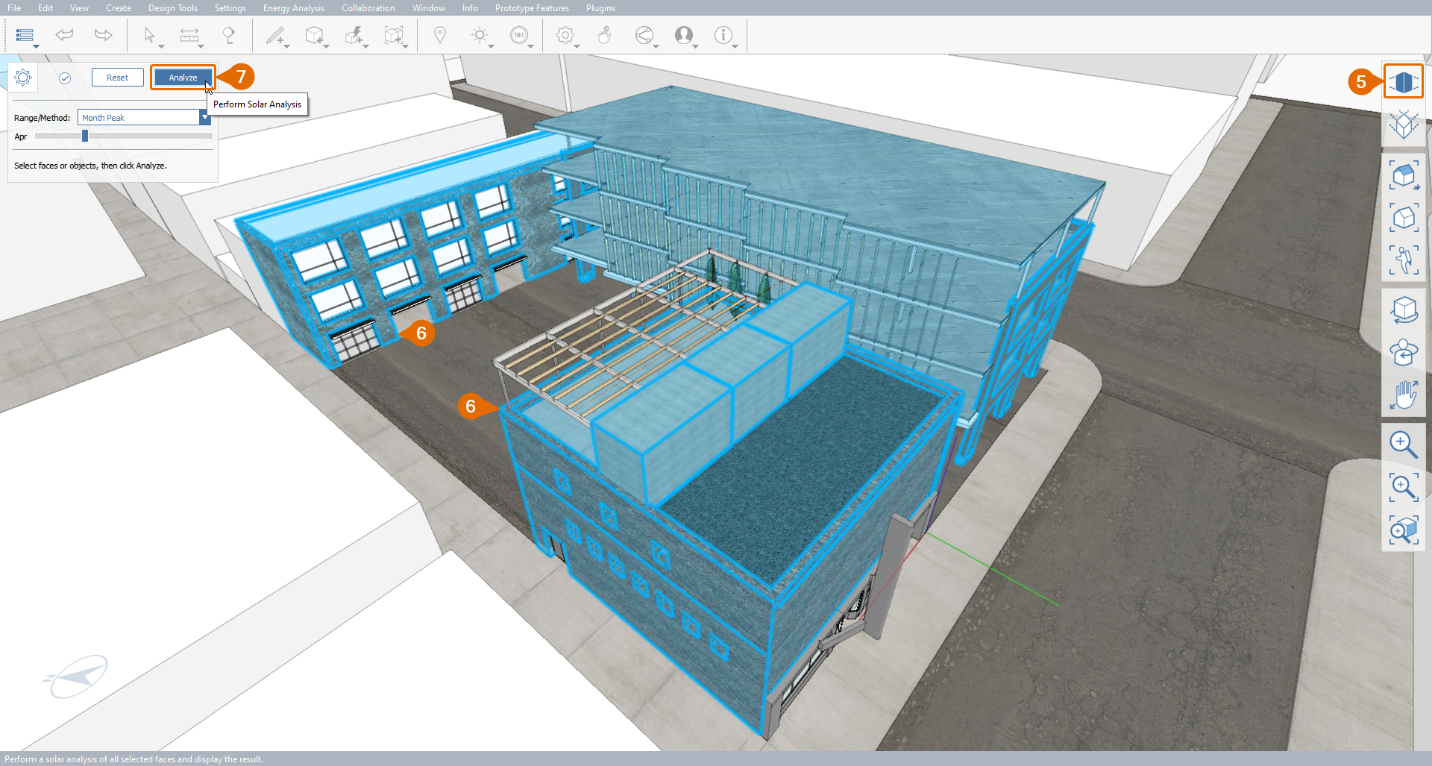 File Edit View Create Design Tools Settings Energy Analysis Collaboration Window Info Prototype Features Plugins
Reset
Analyze
7
5
Perform Solar Analysis
Range/Method:
Month Peak
Apr
Select faces or objects, then click Analyze.
6
6
Perform a solar analysis of all selected faces and display the result.